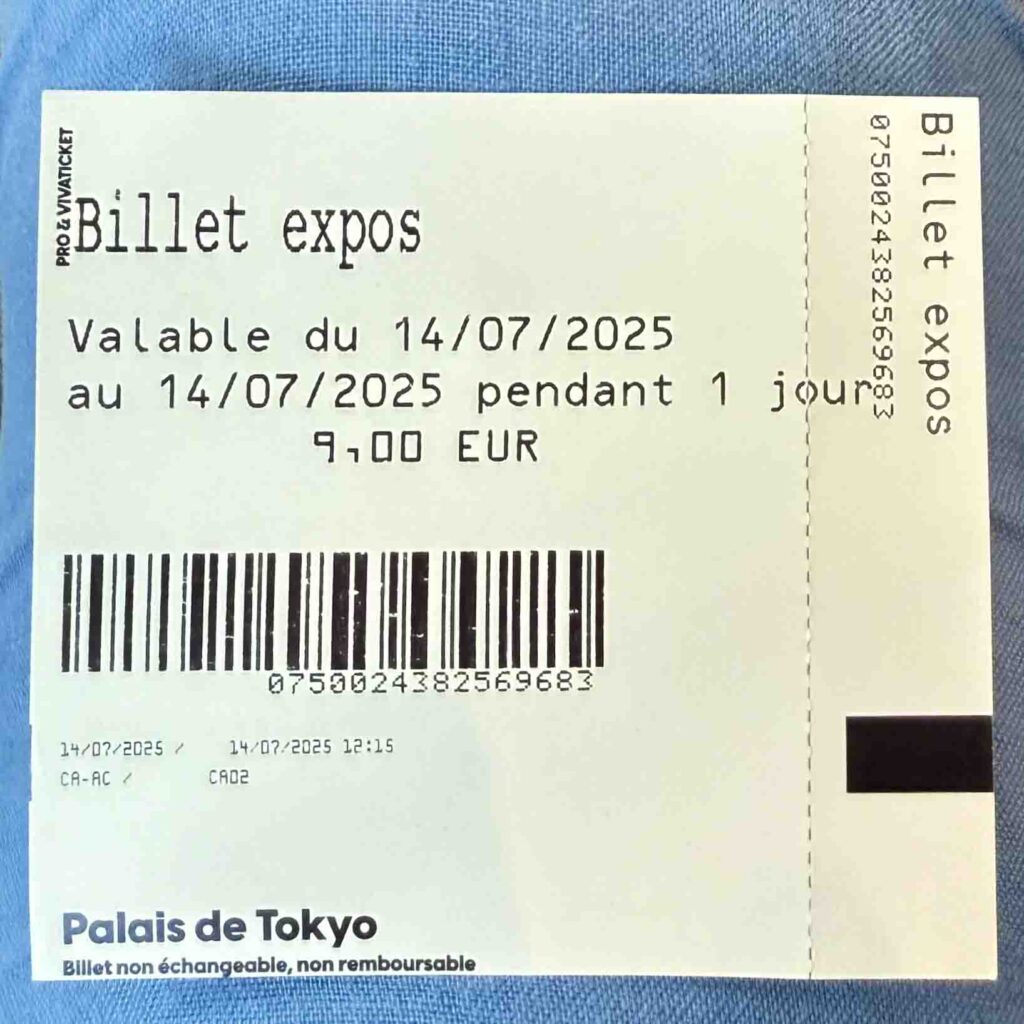 PRO & VIVATICKET
Billet expos
Valable du 14/07/2025
au 14/07/2025 pendant 1 jour
9,00 EUR
07500243825​69683
14/07/2025 / 14/07/2025 12:15
CA-AC / CA02
Palais de Tokyo
Billet non échangeable, non remboursable
Billet expos
0750024382569683